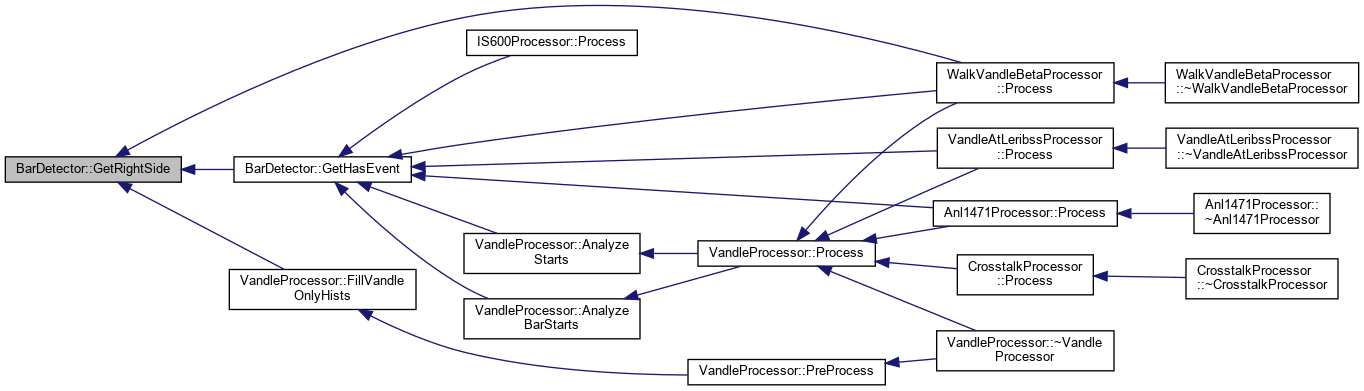 BarDetector::GetRightSide
BarDetector::GetHasEvent
VandleProcessor::FillVandle
OnlyHists
IS600Processor::Process
VandleProcessor::Analyze
Starts
VandleProcessor::Analyze
BarStarts
VandleProcessor::Process
VandleProcessor::PreProcess
WalkVandleBetaProcessor
::Process
VandleAtLeribssProcessor
::Process
Anl1471Processor::Process
CrosstalkProcessor
::Process
VandleProcessor::~Vandle
Processor
WalkVandleBetaProcessor
::~WalkVandleBetaProcessor
VandleAtLeribssProcessor
::~VandleAtLeribssProcessor
Anl1471Processor::
~Anl1471Processor
CrosstalkProcessor
::~CrosstalkProcessor